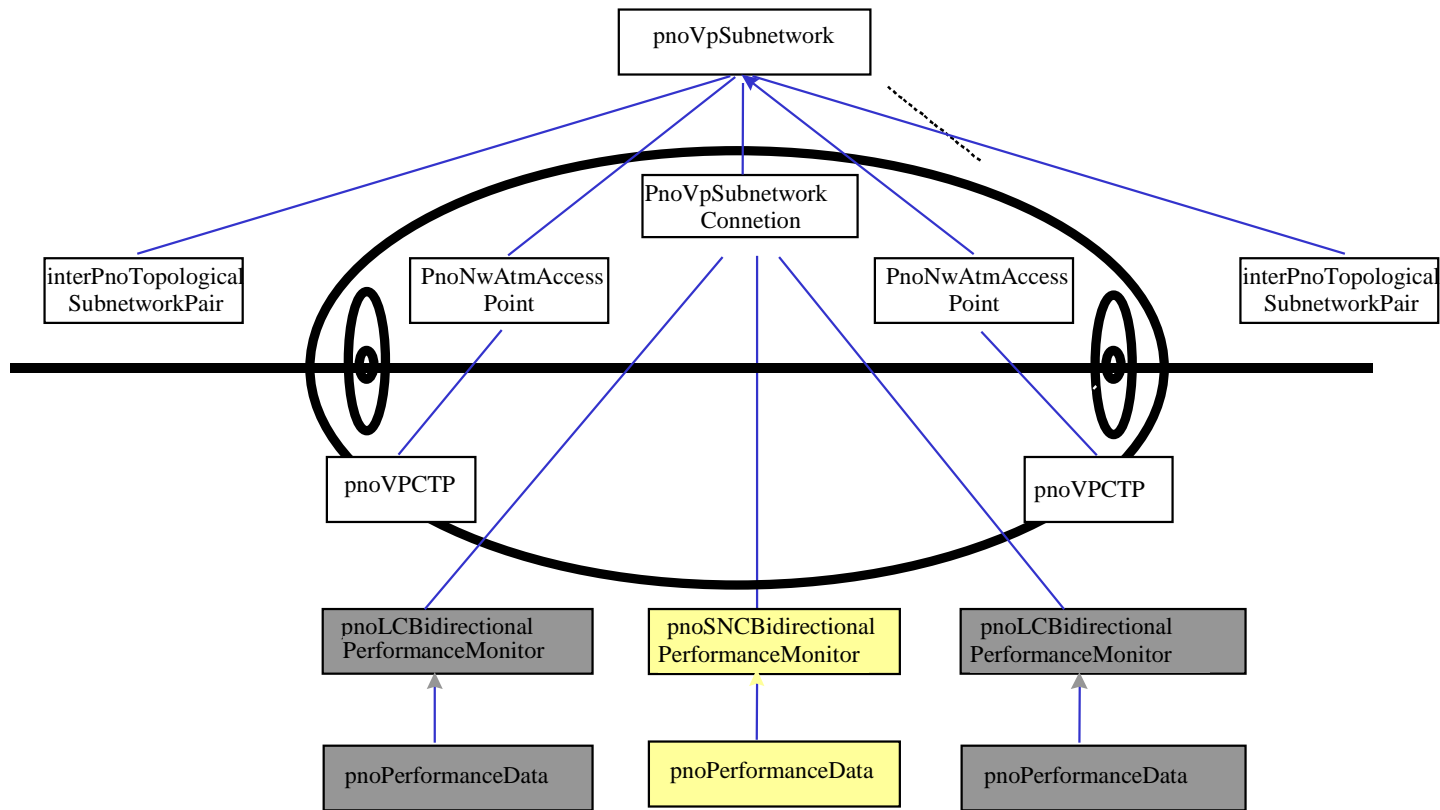 pnoVpSubnetwork
PnoVpSubnetwork
Connetion
interPnoTopological
SubnetworkPair
PnoNwAtmAccess
Point
PnoNwAtmAccess
Point
interPnoTopological
SubnetworkPair
pnoVPCTP
pnoVPCTP
pnoLCBidirectional
PerformanceMonitor
pnoSNCBidirectional
PerformanceMonitor
pnoLCBidirectional
PerformanceMonitor
pnoPerformanceData
pnoPerformanceData
pnoPerformanceData